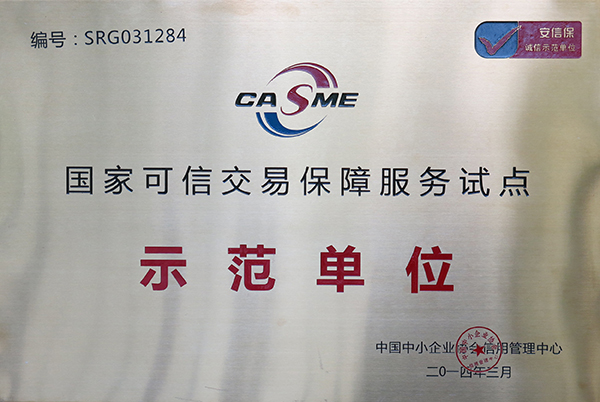 编号：SRG031284
安信保
诚信示范单位
CASME
国家可信交易保障服务试点
示范单位
中国中小企业协会信用管理中心
二〇一四年三月